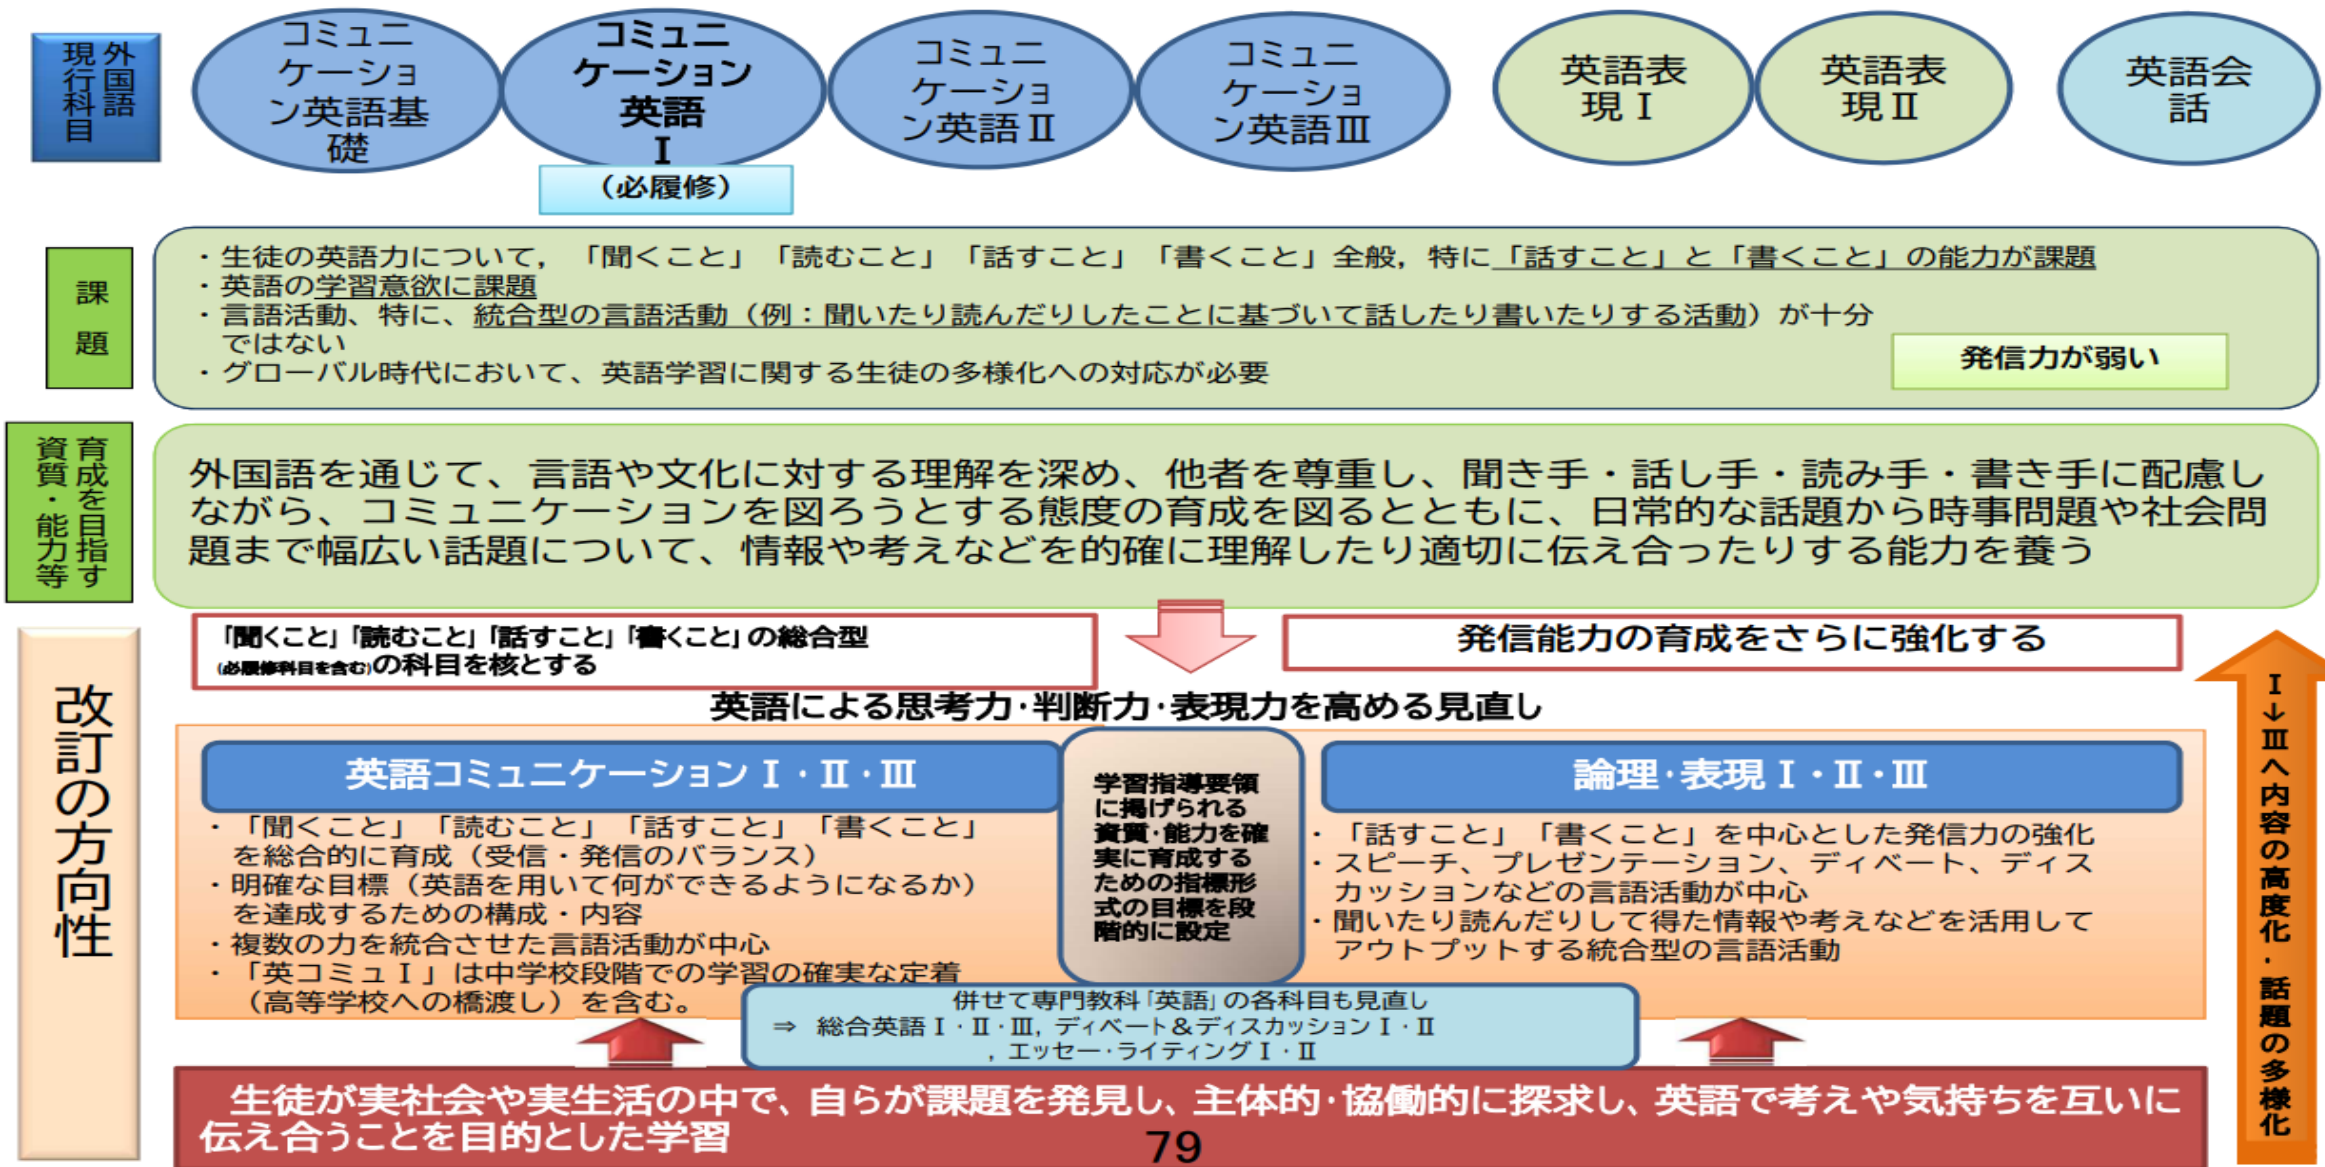 外国語
現行科目
コミュニ
ケーショ
ン英語基
礎
コミュニ
ケーション
英語
Ⅰ
（必履修）
コミュニ
ケーショ
ン英語Ⅱ
コミュニ
ケーショ
ン英語Ⅲ
英語表
現Ⅰ
英語表
現Ⅱ
英語会
話
課題
・生徒の英語力について，「聞くこと」「読むこと」「話すこと」「書くこと」全般，特に「話すこと」と「書くこと」の能力が課題
・英語の学習意欲に課題
・言語活動、特に、統合型の言語活動（例：聞いたり読んだりしたことに基づいて話したり書いたりする活動）が十分
ではない
・グローバル時代において、英語学習に関する生徒の多様化への対応が必要
発信力が弱い
育成を目指す
資質・能力等
外国語を通じて、言語や文化に対する理解を深め、他者を尊重し、聞き手・話し手・読み手・書き手に配慮し
ながら、コミュニケーションを図ろうとする態度の育成を図るとともに、日常的な話題から時事問題や社会問
題まで幅広い話題について、情報や考えなどを的確に理解したり適切に伝え合ったりする能力を養う
改訂の方向性
「聞くこと」「読むこと」「話すこと」「書くこと」の総合型
(必履修科目を含む)の科目を核とする
発信能力の育成をさらに強化する
英語による思考力･判断力･表現力を高める見直し
英語コミュニケーションⅠ・Ⅱ・Ⅲ
・「聞くこと」「読むこと」「話すこと」「書くこと」
を総合的に育成（受信・発信のバランス）
・明確な目標（英語を用いて何ができるようになるか）
を達成するための構成・内容
・複数の力を統合させた言語活動が中心
・「英コミュⅠ」は中学校段階での学習の確実な定着
（高等学校への橋渡し）を含む。
学習指導要領
に掲げられる
資質･能力を確
実に育成する
ための指標形
式の目標を段
階的に設定
論理･表現Ⅰ・Ⅱ・Ⅲ
・「話すこと」「書くこと」を中心とした発信力の強化
・スピーチ、プレゼンテーション、ディベート、ディス
カッションなどの言語活動が中心
・聞いたり読んだりして得た情報や考えなどを活用して
アウトプットする統合型の言語活動
併せて専門教科「英語」の各科目も見直し
⇒ 総合英語Ⅰ・Ⅱ・Ⅲ, ディベート＆ディスカッションⅠ・Ⅱ
, エッセー･ライティングⅠ・Ⅱ
Ⅰ→Ⅲへ内容の高度化・話題の多様化
生徒が実社会や実生活の中で、自らが課題を発見し、主体的･協働的に探求し、英語で考えや気持ちを互いに
伝え合うことを目的とした学習
79